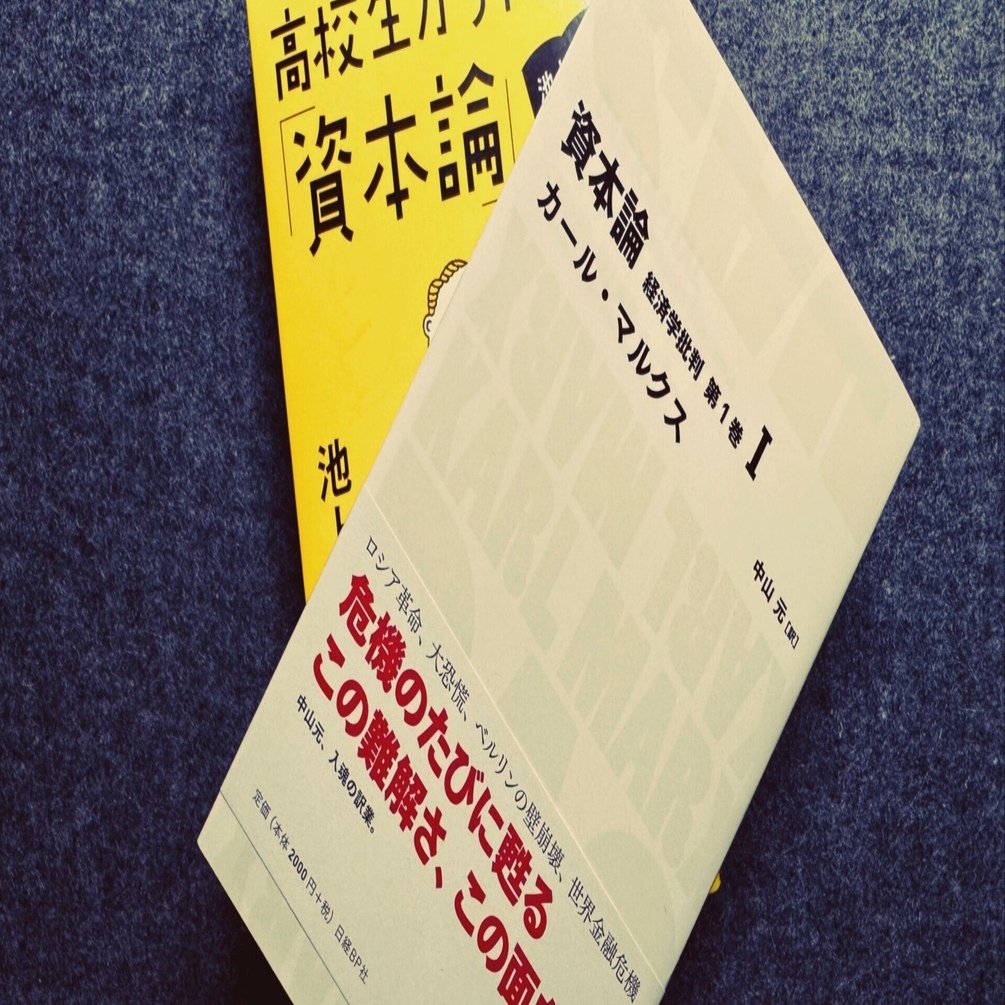 高校生か
「資本論」
池
資本論 経済学批判 第1巻 I
カール・マルクス
中山 元[訳]
ロシア革命、大恐慌、ベルリンの壁崩壊、世界金融危機
危機のたびに甦る
この難解さ、この面
中山元、入魂の訳業。
定価(本体2000円+税) 日経BP社